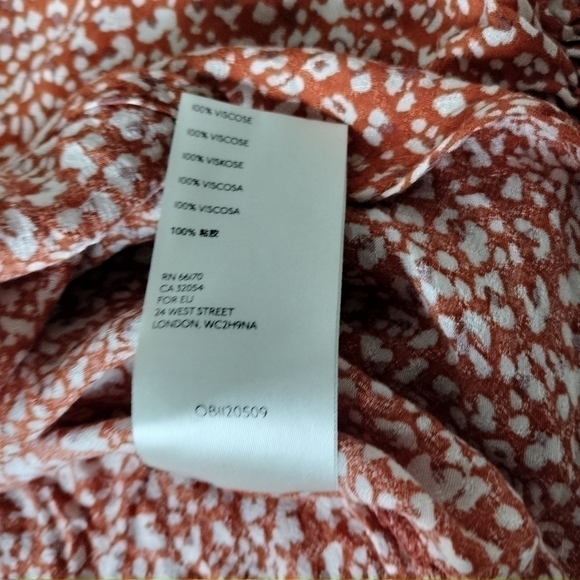 100% VISCOSE
100% VISCOSE
100% VISKOSE
100% VISCOSA
100% VISCOSA
100% 粘胶
RN 66170
CA 32054
FOR EU
24 WEST STREET
LONDON, WC2H9NA
OB1120509